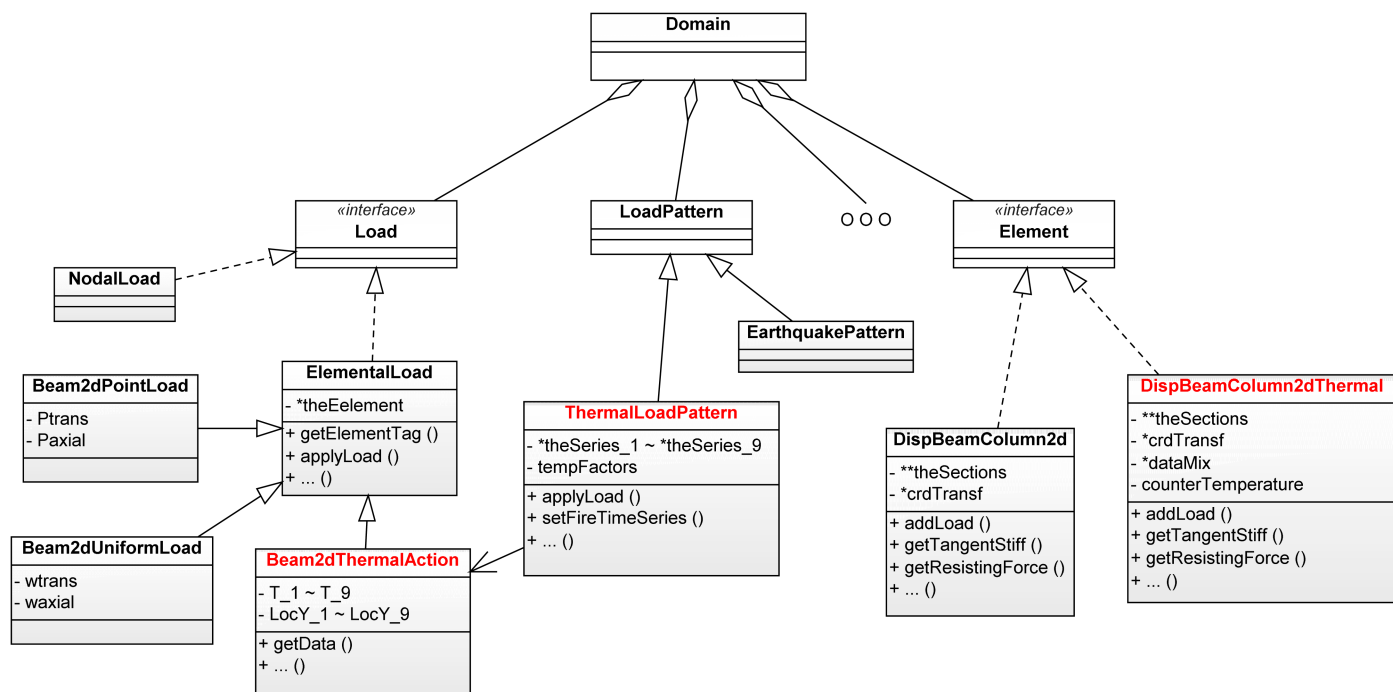 Domain
«interface»
Load
LoadPattern
O O O
«interface»
Element
NodalLoad
EarthquakePattern
Beam2dPointLoad
- Ptrans
- Paxial
ElementalLoad
- *theEelement
+ getElementTag ()
+ applyLoad ()
+ ... ()
ThermalLoadPattern
- *theSeries_1 ~ *theSeries_9
- tempFactors
+ applyLoad ()
+ setFireTimeSeries ()
+ ... ()
DispBeamColumn2d
- **theSections
- *crdTransf
+ addLoad ()
+ getTangentStiff ()
+ getResistingForce ()
+ ... ()
DispBeamColumn2dThermal
- **theSections
- *crdTransf
- *dataMix
- counterTemperature
+ addLoad ()
+ getTangentStiff ()
+ getResistingForce ()
+ ... ()
Beam2dUniformLoad
- wtrans
- waxial
Beam2dThermalAction
- T_1 ~ T_9
- LocY_1 ~ LocY_9
+ getData ()
+ ... ()